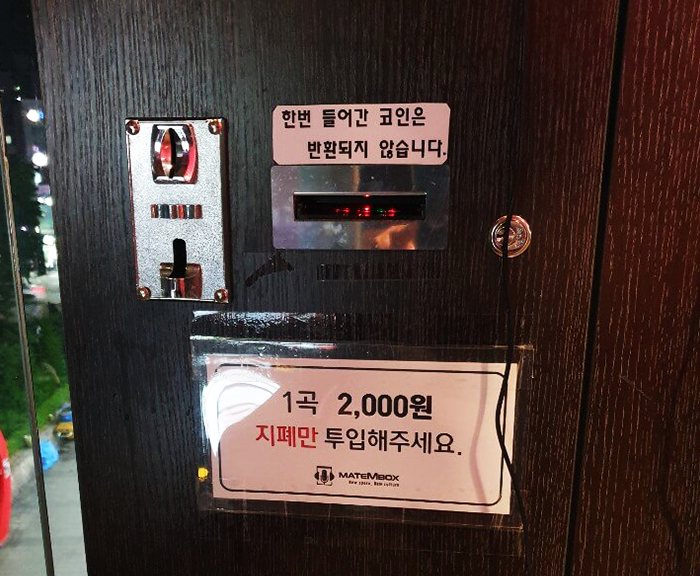 한번 들어간 코인은
반환되지 않습니다.
1곡 2,000원
지폐만 투입해주세요.
MATEMBOX